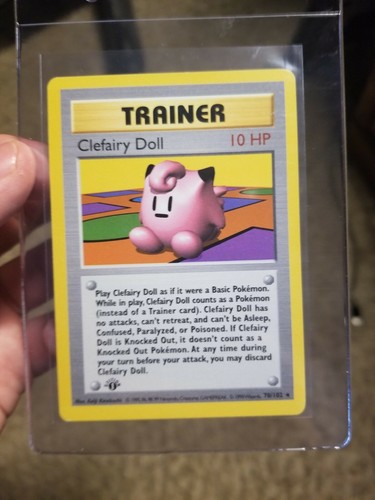 TRAINER
Clefairy Doll 10 HP
Play Clefairy Doll as if it were a Basic Pokémon.
While in play, Clefairy Doll counts as a Pokémon
(instead of a Trainer card). Clefairy Doll has
no attacks, can't retreat, and can't be Asleep,
Confused, Paralyzed, or Poisoned. If Clefairy
Doll is Knocked Out, it doesn't count as a
Knocked Out Pokémon. At any time during
your turn before your attack, you may discard
Clefairy Doll.
70/102 ★